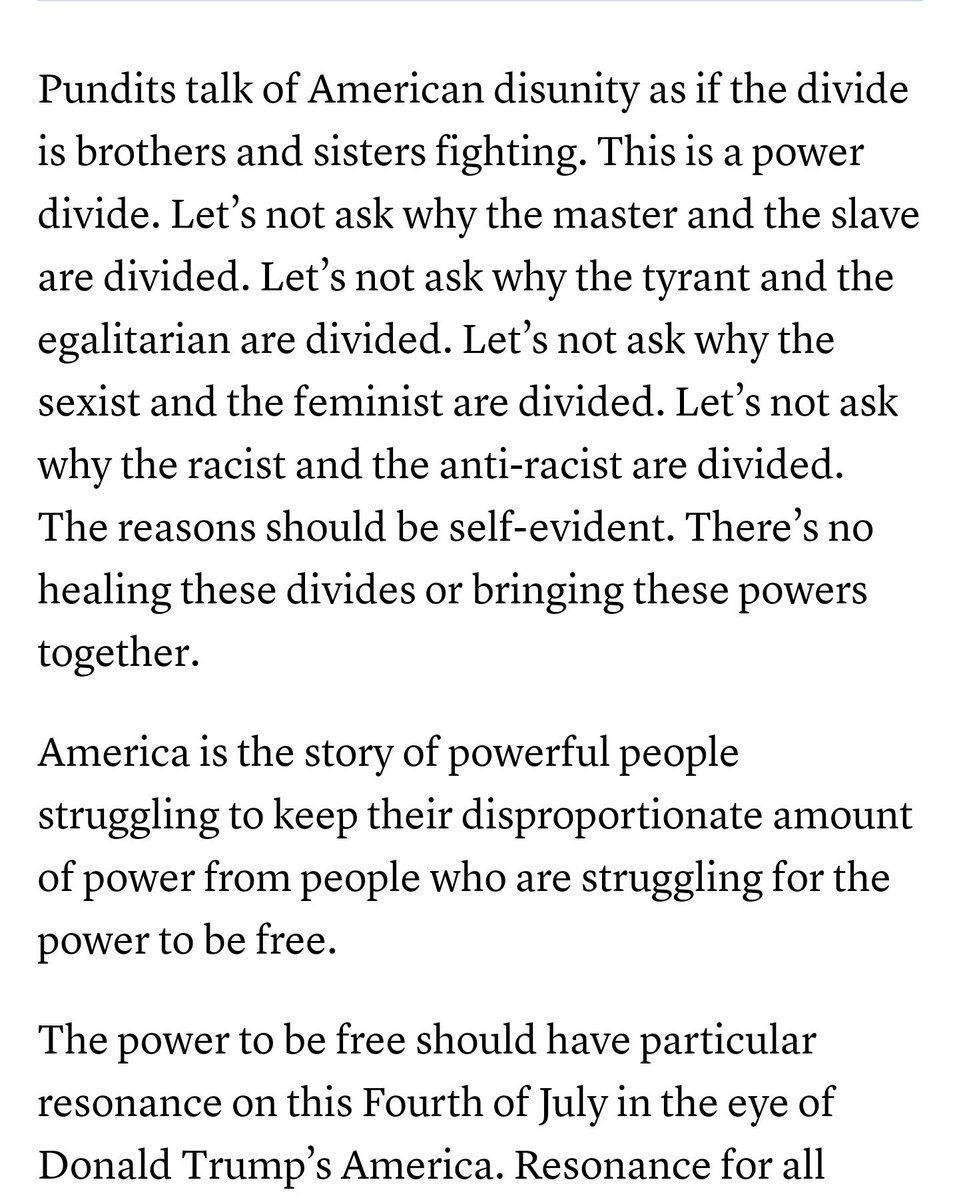 Pundits talk of American disunity as if the divide
is brothers and sisters fighting. This is a power
divide. Let’s not ask why the master and the slave
are divided. Let’s not ask why the tyrant and the
egalitarian are divided. Let’s not ask why the
sexist and the feminist are divided. Let’s not ask
why the racist and the anti-racist are divided.
The reasons should be self-evident. There’s no
healing these divides or bringing these powers
together.
America is the story of powerful people
struggling to keep their disproportionate amount
of power from people who are struggling for the
power to be free.
The power to be free should have particular
resonance on this Fourth of July in the eye of
Donald Trump’s America. Resonance for all